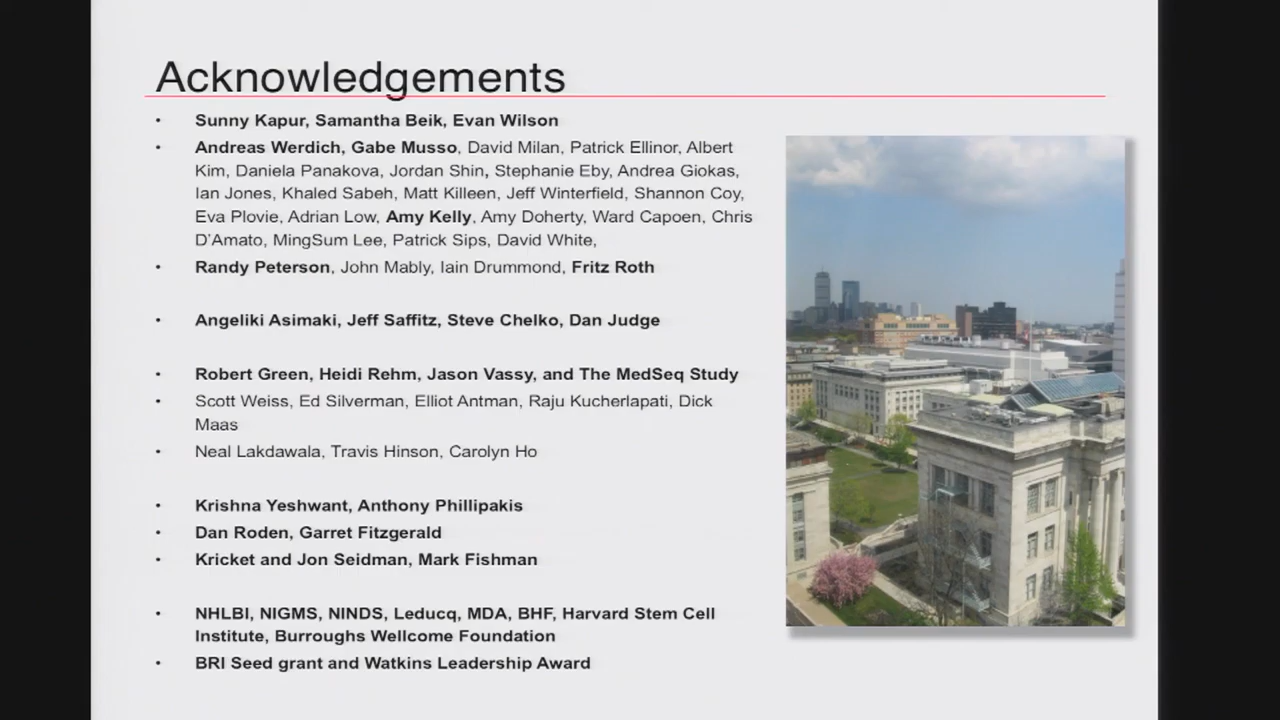 Acknowledgements
• Sunny Kapur, Samantha Beik, Evan Wilson
• Andreas Werdich, Gabe Musso, David Milan, Patrick Ellinor, Albert
Kim, Daniela Panakova, Jordan Shin, Stephanie Eby, Andrea Giokas,
Ian Jones, Khaled Sabeh, Matt Killeen, Jeff Winterfield, Shannon Coy,
Eva Plovie, Adrian Low, Amy Kelly, Amy Doherty, Ward Capoen, Chris
D'Amato, MingSum Lee, Patrick Sips, David White,
• Randy Peterson, John Mably, Iain Drummond, Fritz Roth
• Angeliki Asimaki, Jeff Saffitz, Steve Chelko, Dan Judge
• Robert Green, Heidi Rehm, Jason Vassy, and The MedSeq Study
• Scott Weiss, Ed Silverman, Elliot Antman, Raju Kucherlapati, Dick
Maas
• Neal Lakdawala, Travis Hinson, Carolyn Ho
• Krishna Yeshwant, Anthony Phillipakis
• Dan Roden, Garret Fitzgerald
• Kricket and Jon Seidman, Mark Fishman
• NHLBI, NIGMS, NINDS, Leducq, MDA, BHF, Harvard Stem Cell
Institute, Burroughs Wellcome Foundation
• BRI Seed grant and Watkins Leadership Award